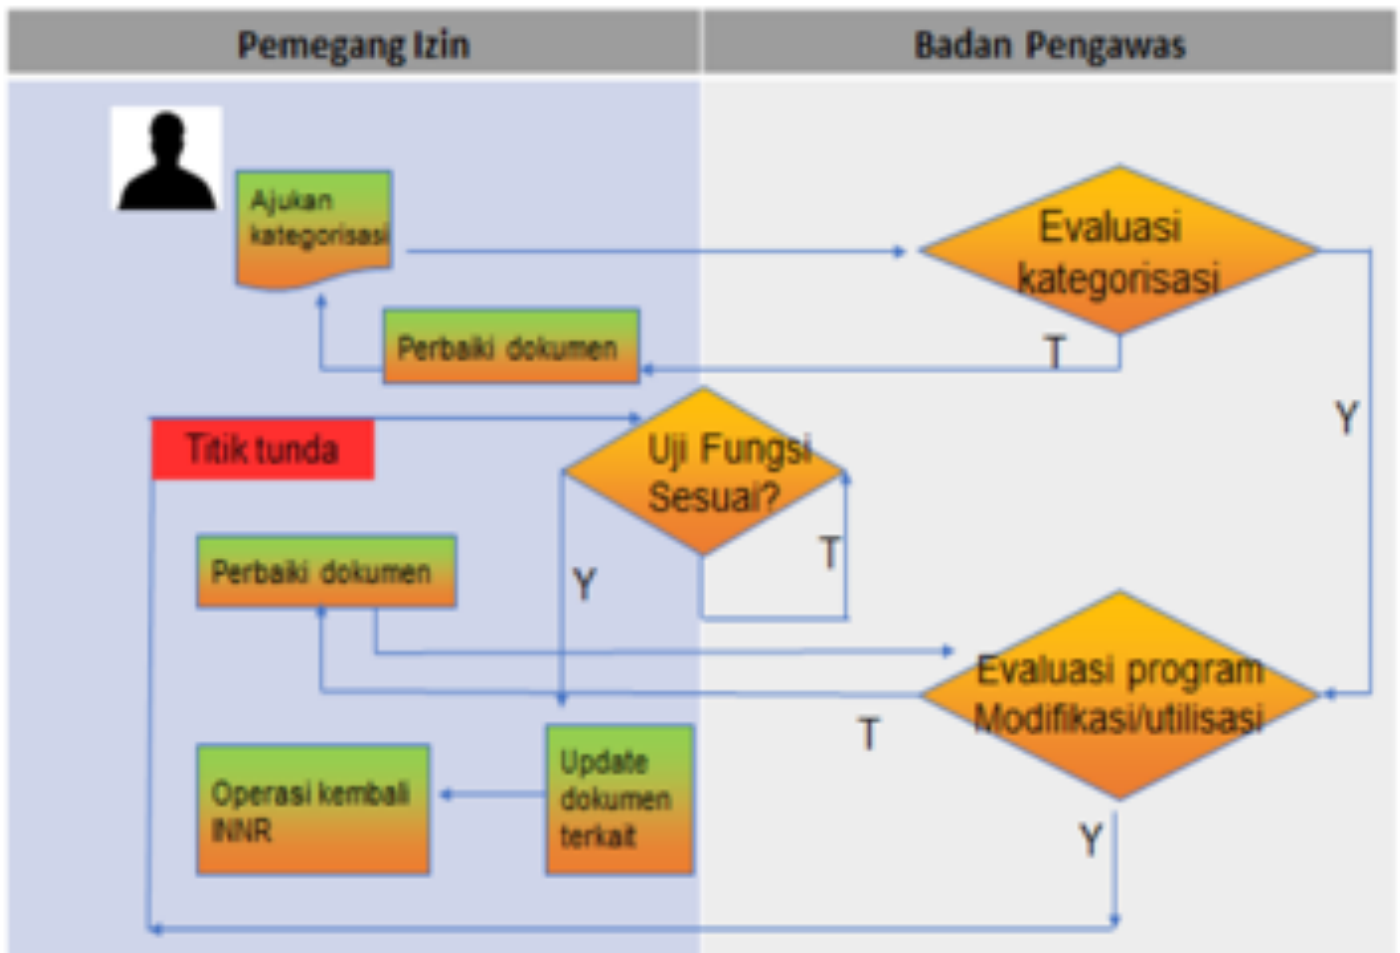 Pemegang Izin
Badan Pengawas
Ajukan
kategorisasi
Evaluasi
kategorisasi
Perbaiki dokumen
T
Y
Titik tunda
Uji Fungsi
Sesuai?
T
Perbaiki dokumen
Y
Evaluasi program
Modifikasi/utilisasi
T
Operasi kembali
INNR
Update
dokumen
terkait
Y